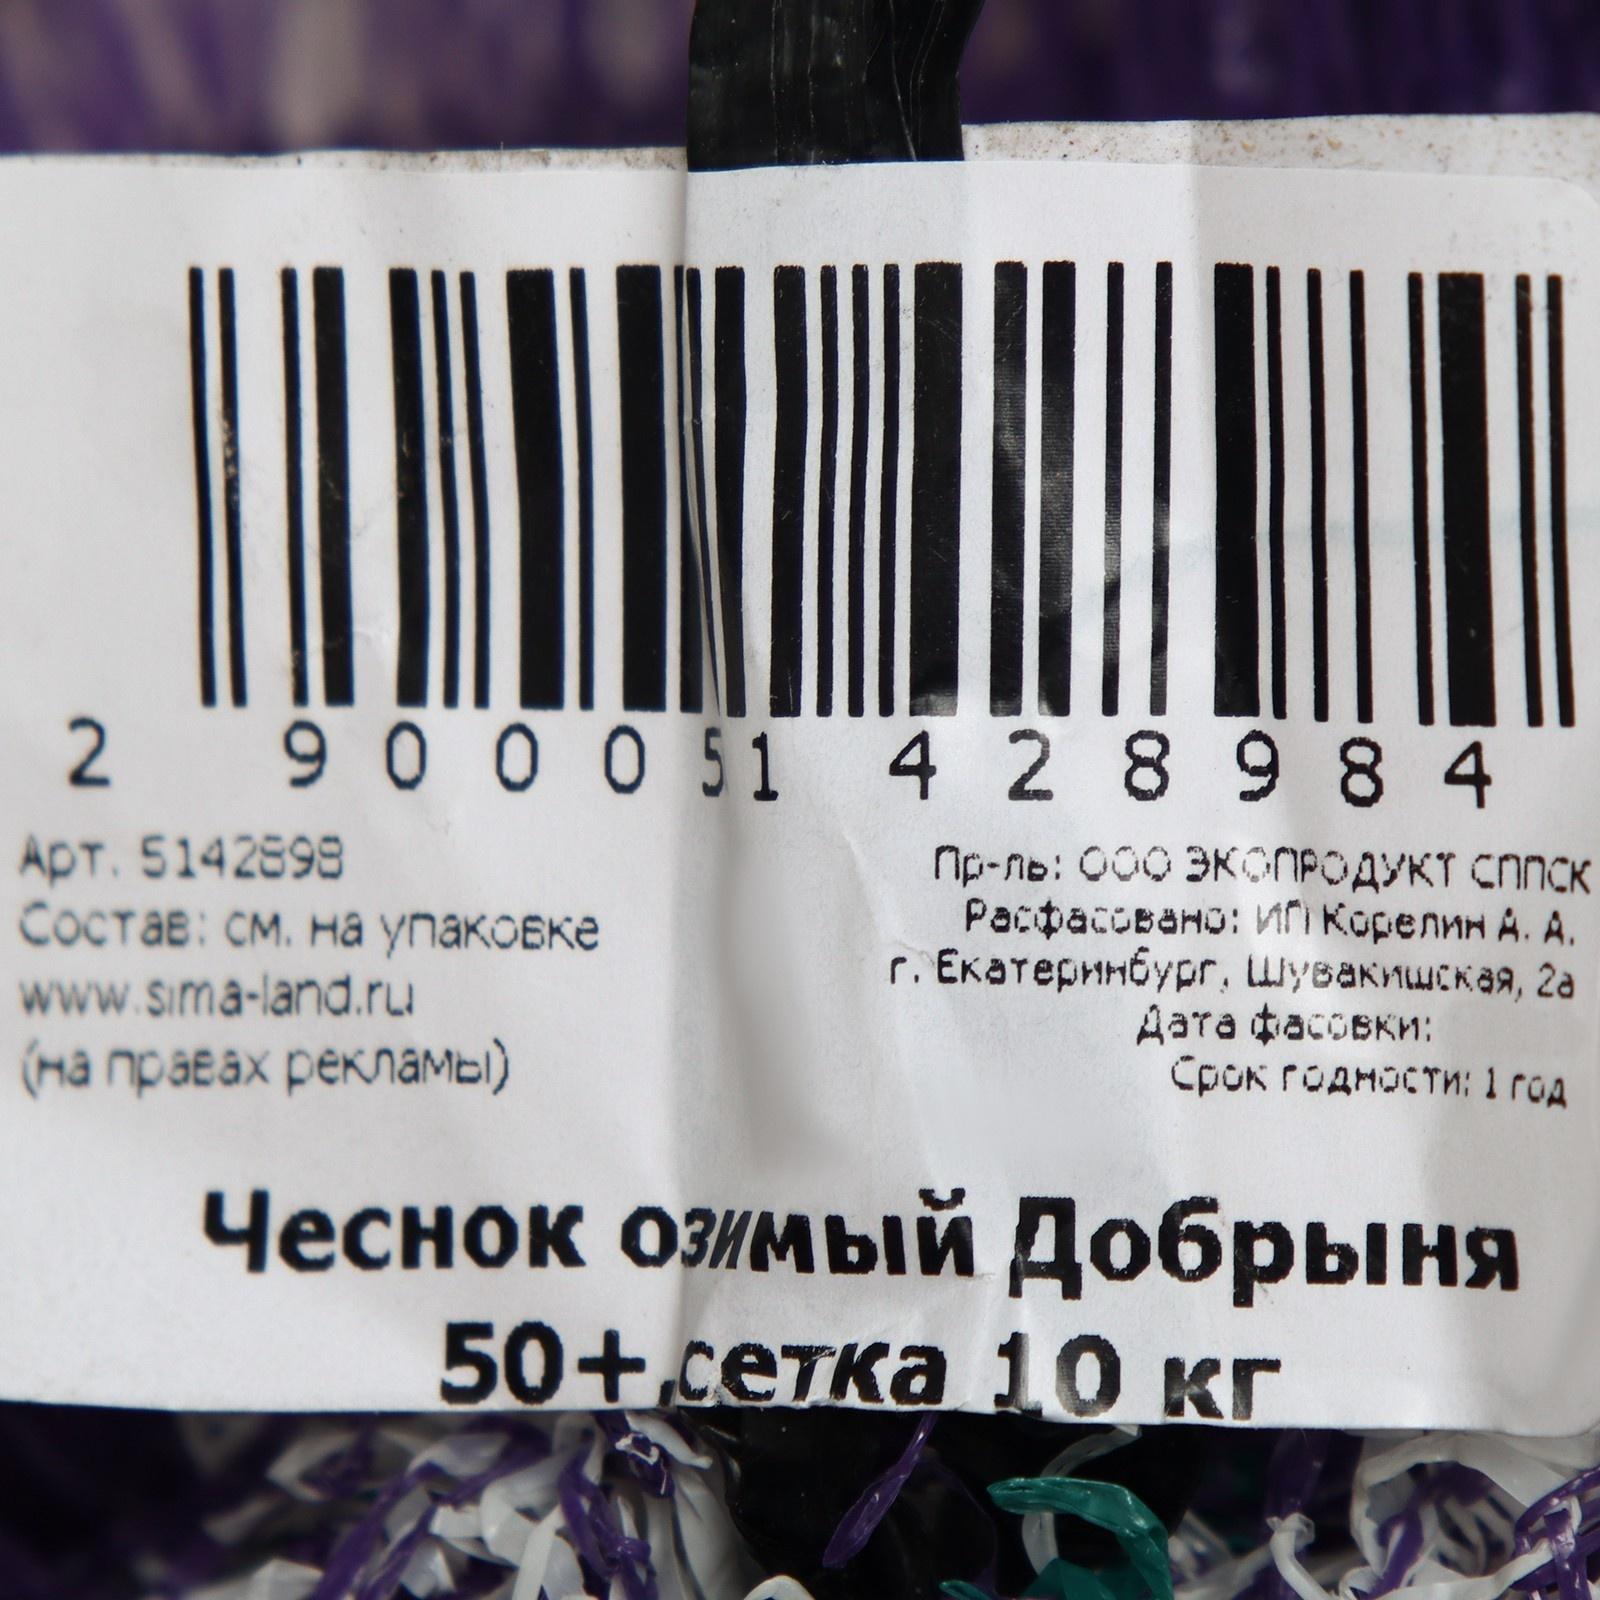 2 900051 428984
Арт. 5142898
Состав: см. на упаковке
www.sima-land.ru
(на правах рекламы)
Пр-ль: ООО ЭКОПРОДУКТ СППСК
Расфасовано: ИП Корелин А. А.
г. Екатеринбург, Шувакишская, 2а
Дата фасовки:
Срок годности: 1 год
Чеснок озимый Добрыня
50+,сетка 10 кг